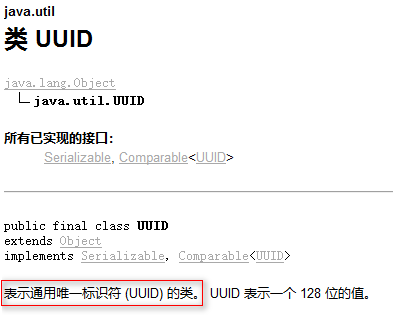 java.util
类 UUID
java.lang.Object
java.util.UUID
所有已实现的接口：
Serializable, Comparable<UUID>
public final class UUID
extends Object
implements Serializable, Comparable<UUID>
表示通用唯一标识符 (UUID) 的类。 UUID 表示一个 128 位的值。